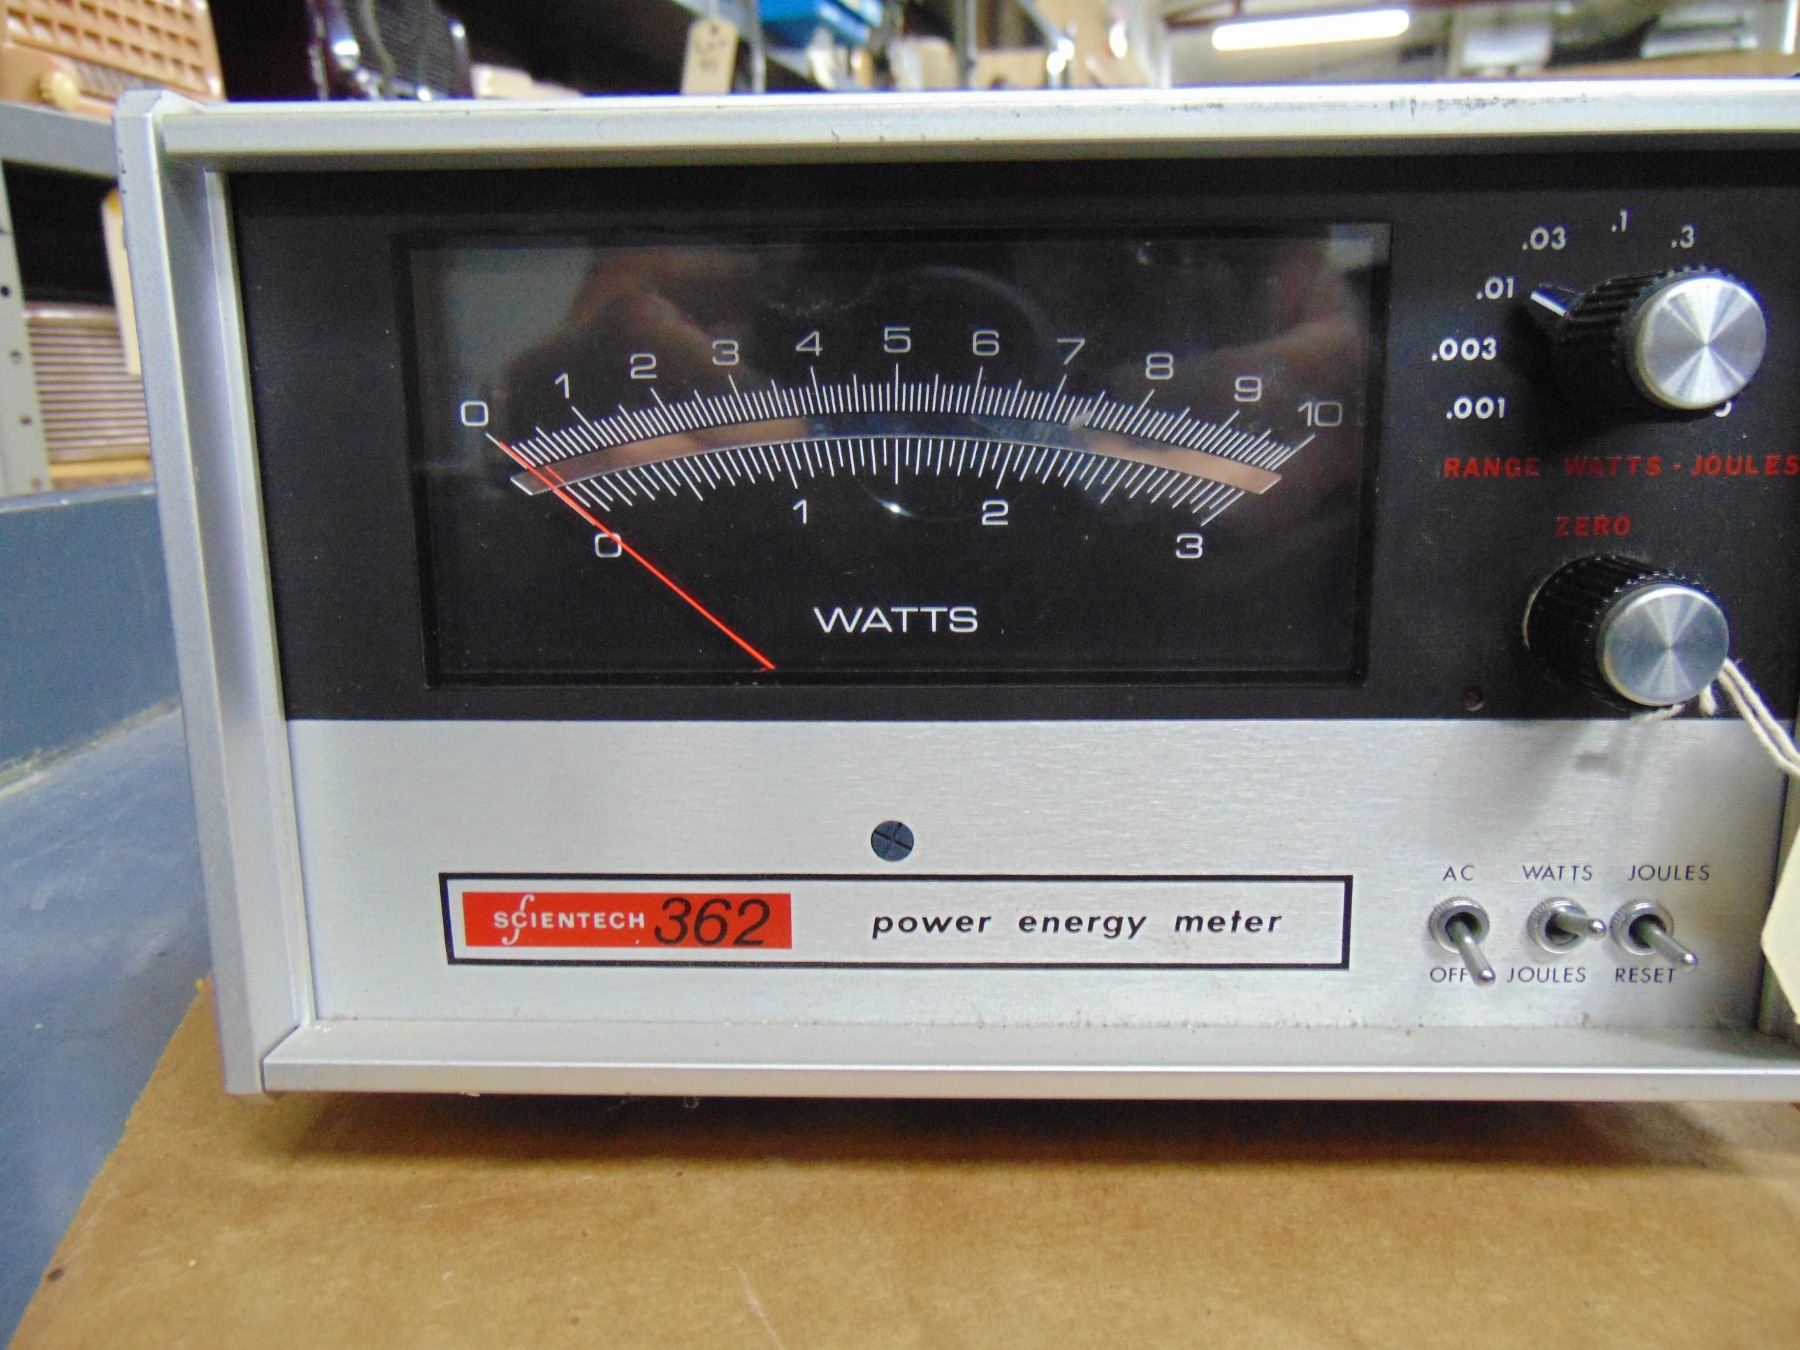 .03 .1 .3
.01
.003
.001
RANGE WATTS · JOULES
ZERO
0 1 2 3 4 5 6 7 8 9 10
0 1 2 3
WATTS
SCIENTECH 362 power energy meter
AC WATTS JOULES
OFF JOULES RESET